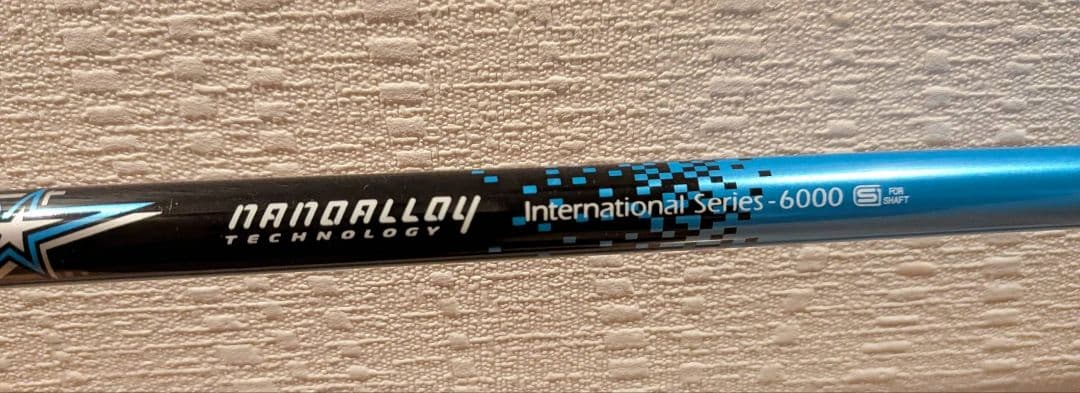 NANOALLOY
TECHNOLOGY
International Series-6000
FOR
SHAFT